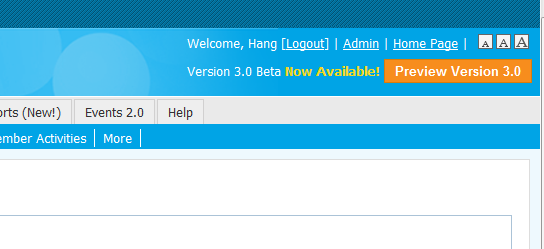 Welcome, Hang [Logout] | Admin | Home Page | A A A
Version 3.0 Beta Now Available! Preview Version 3.0
orts (New!) Events 2.0 Help
ember Activities More